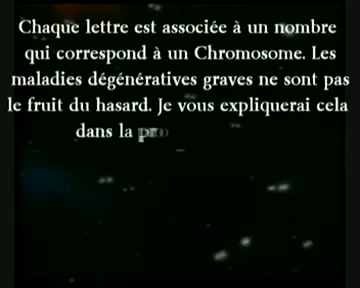 Chaque lettre est associée à un nombre
qui correspond à un Chromosome. Les
maladies dégénératives graves ne sont pas
le fruit du hasard. Je vous expliquerai cela
dans la pro